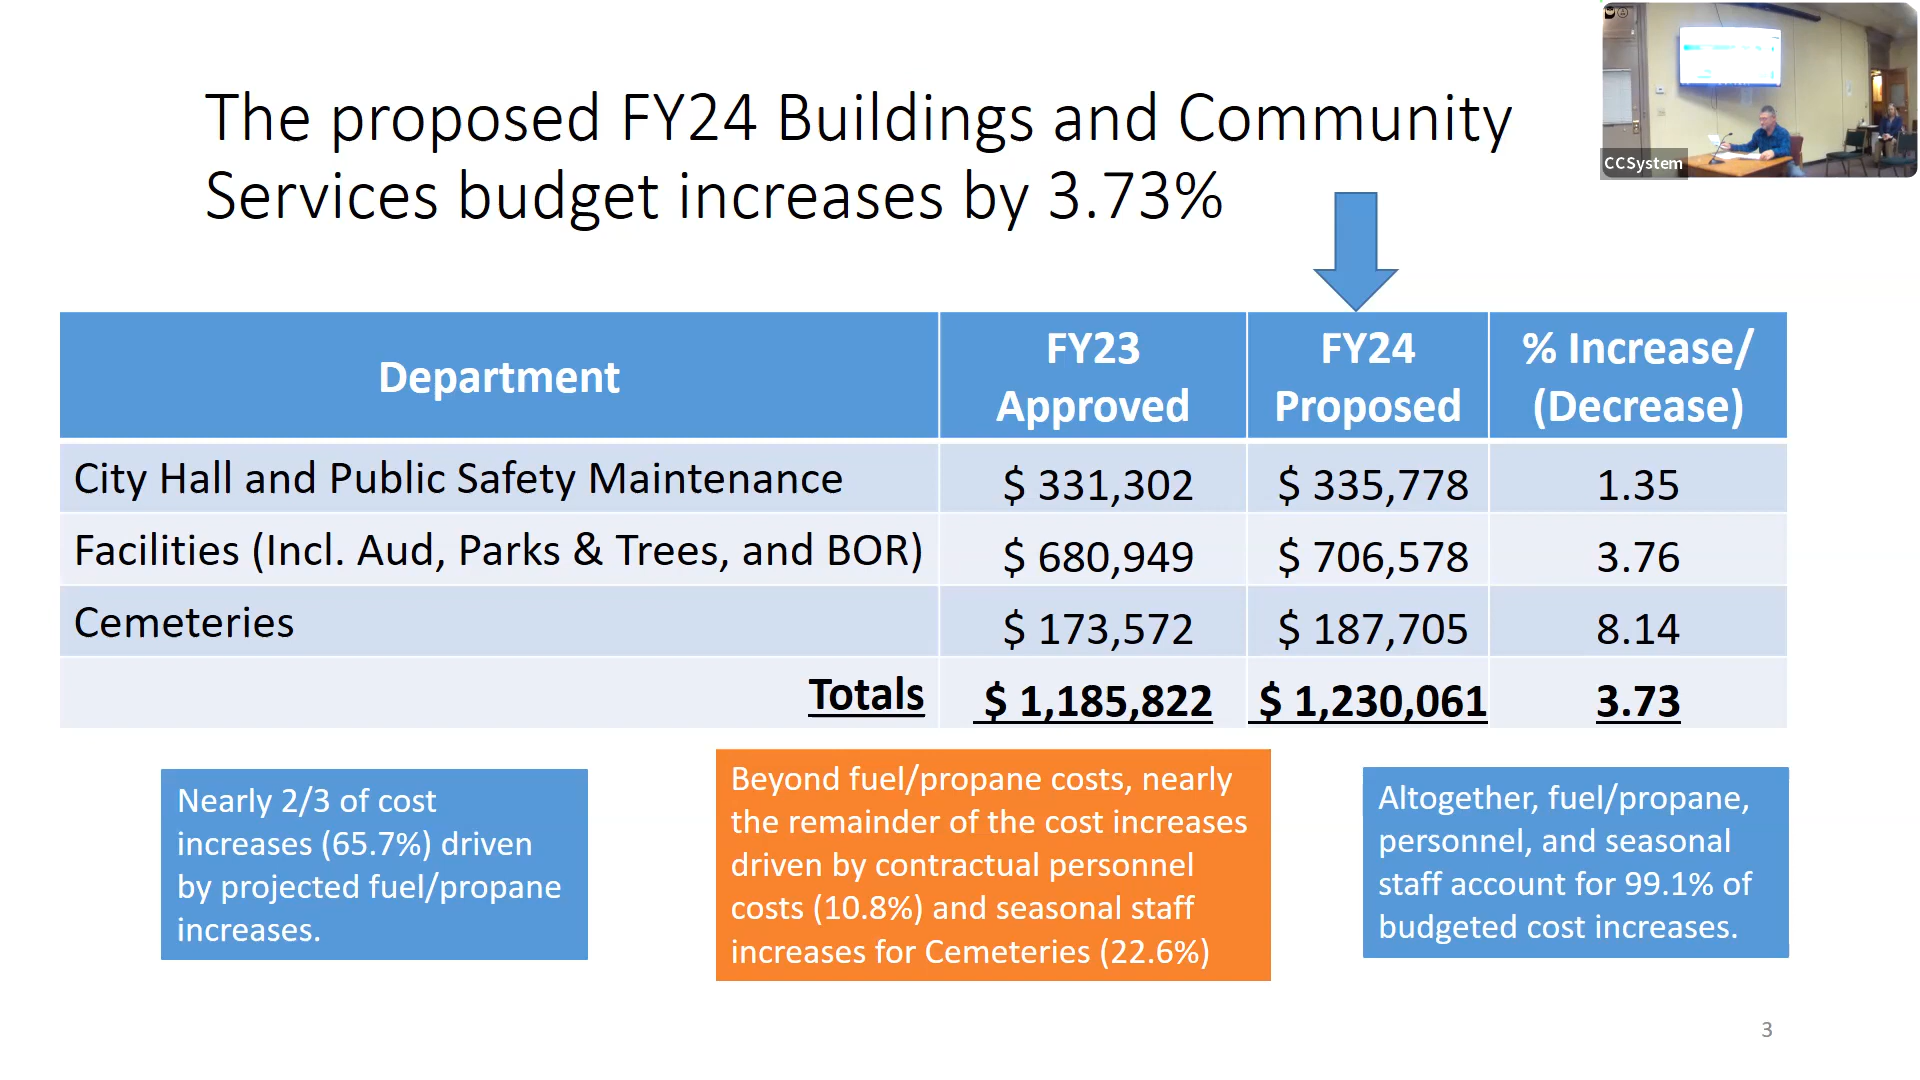 The proposed FY24 Buildings and Community
Services budget increases by 3.73%
CCSystem
Department
FY23
Approved
FY24
Proposed
% Increase/
(Decrease)
City Hall and Public Safety Maintenance $ 331,302 $ 335,778 1.35
Facilities (Incl. Aud, Parks & Trees, and BOR) $ 680,949 $ 706,578 3.76
Cemeteries $ 173,572 $ 187,705 8.14
Totals $ 1,185,822 $ 1,230,061 3.73
Nearly 2/3 of cost
increases (65.7%) driven
by projected fuel/propane
increases.
Beyond fuel/propane costs, nearly
the remainder of the cost increases
driven by contractual personnel
costs (10.8%) and seasonal staff
increases for Cemeteries (22.6%)
Altogether, fuel/propane,
personnel, and seasonal
staff account for 99.1% of
budgeted cost increases.
3